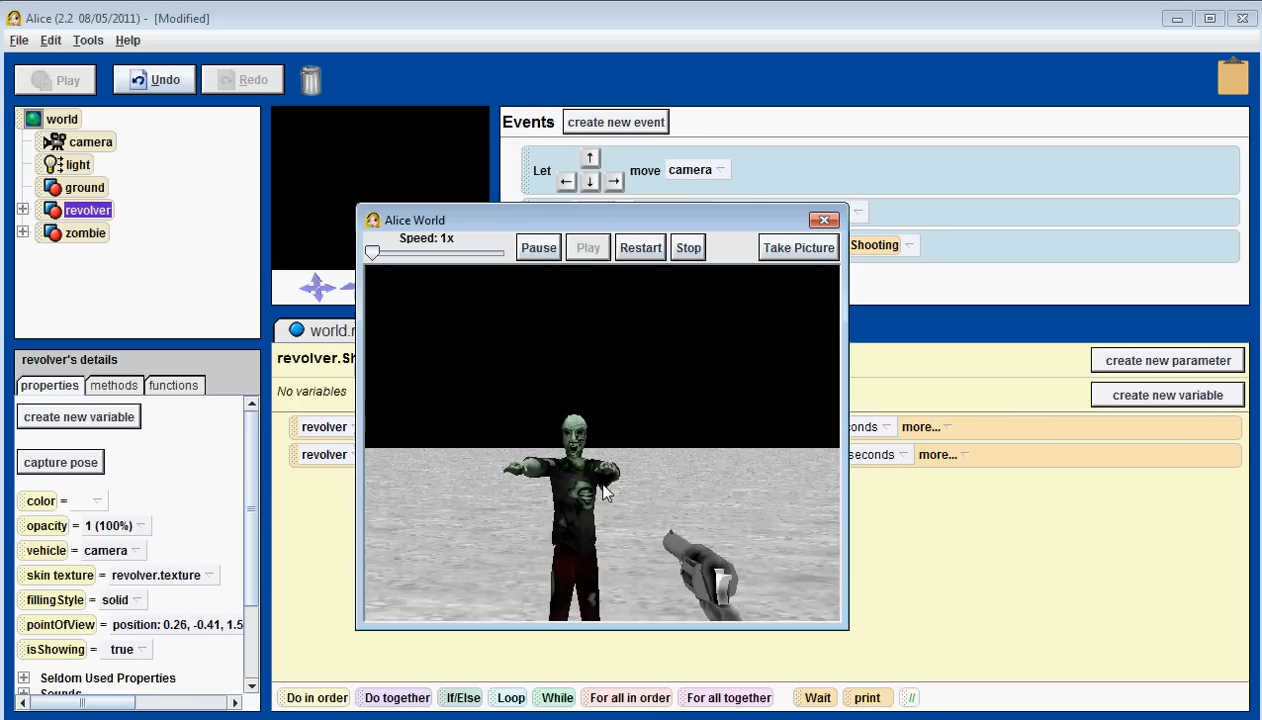 Alice (2.2 08/05/2011) - [Modified]
File Edit Tools Help
Play Undo Redo
world
camera
light
ground
revolver
zombie
Events create new event
Let move camera
Shooting
Alice World
Speed: 1x
Pause Play Restart Stop Take Picture
revolver's details
properties methods functions
create new variable
capture pose
color =
opacity = 1 (100%)
vehicle = camera
skin texture = revolver.texture
fillingStyle = solid
pointOfView = position: 0.26, -0.41, 1.5
isShowing = true
Seldom Used Properties
Sounds
world.r
revolver.Sh
create new parameter
No variables
create new variable
revolver onds more...
revolver seconds more...
Do in order Do together If/Else Loop While For all in order For all together Wait print //